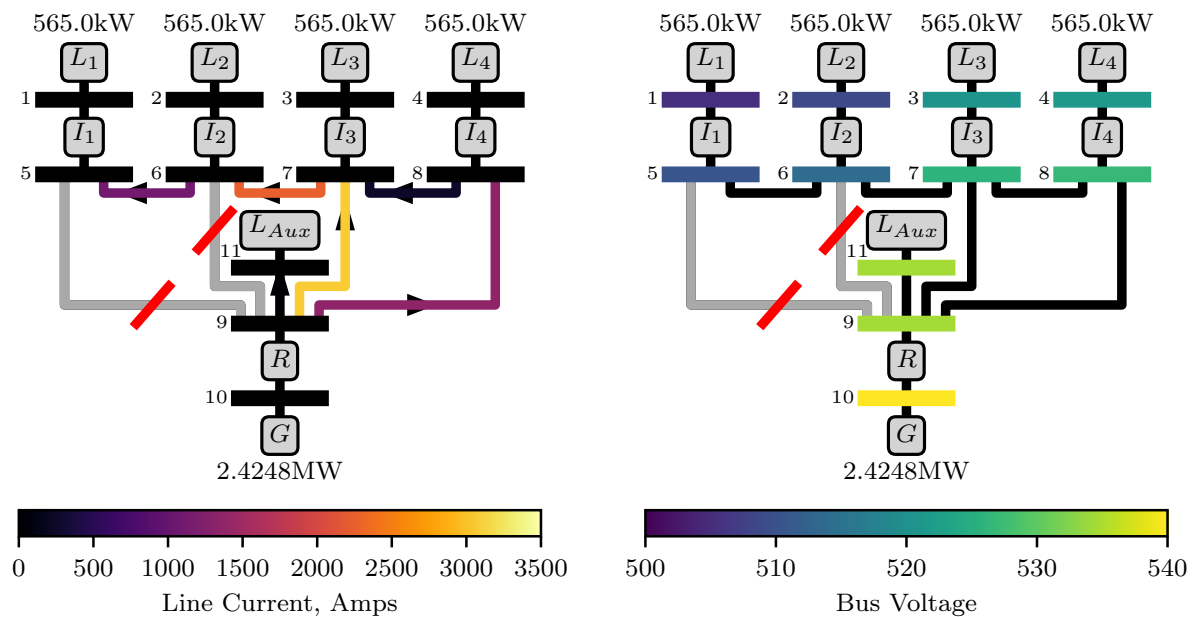 565.0kW 565.0kW 565.0kW 565.0kW
L1 L2 L3 L4
1 2 3 4
I1 I2 I3 I4
5 6 7 8
LAux
11
9
R
10
G
2.4248MW
0 500 1000 1500 2000 2500 3000 3500
Line Current, Amps
565.0kW 565.0kW 565.0kW 565.0kW
L1 L2 L3 L4
1 2 3 4
I1 I2 I3 I4
5 6 7 8
LAux
11
9
R
10
G
2.4248MW
500 510 520 530 540
Bus Voltage